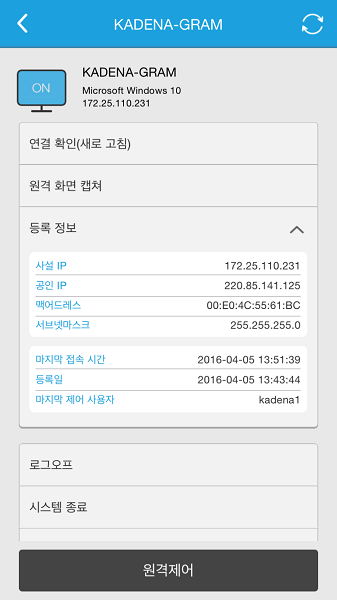 KADENA-GRAM
ON
KADENA-GRAM
Microsoft Windows 10
172.25.110.231
연결 확인(새로 고침)
원격 화면 캡쳐
등록 정보
사설 IP 172.25.110.231
공인 IP 220.85.141.125
맥어드레스 00:E0:4C:55:61:BC
서브넷마스크 255.255.255.0
마지막 접속 시간 2016-04-05 13:51:39
등록일 2016-04-05 13:43:44
마지막 제어 사용자 kadena1
로그오프
시스템 종료
원격제어